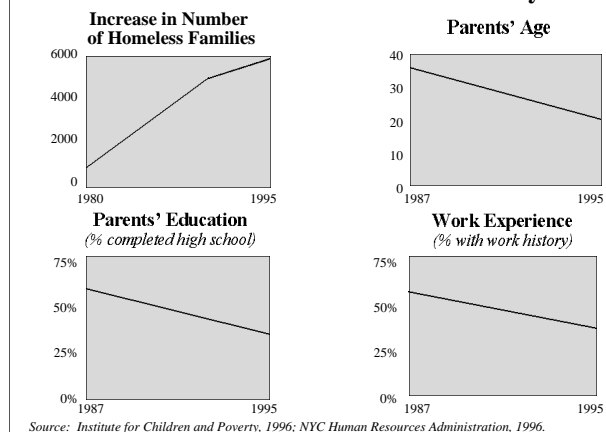 Increase in Number
of Homeless Families
6000
4000
2000
0
1980 1995
Parents' Age
40
30
20
10
0
1987 1995
Parents' Education
(% completed high school)
75%
50%
25%
0%
1987 1995
Work Experience
(% with work history)
75%
50%
25%
0%
1987 1995
Source: Institute for Children and Poverty, 1996; NYC Human Resources Administration, 1996.